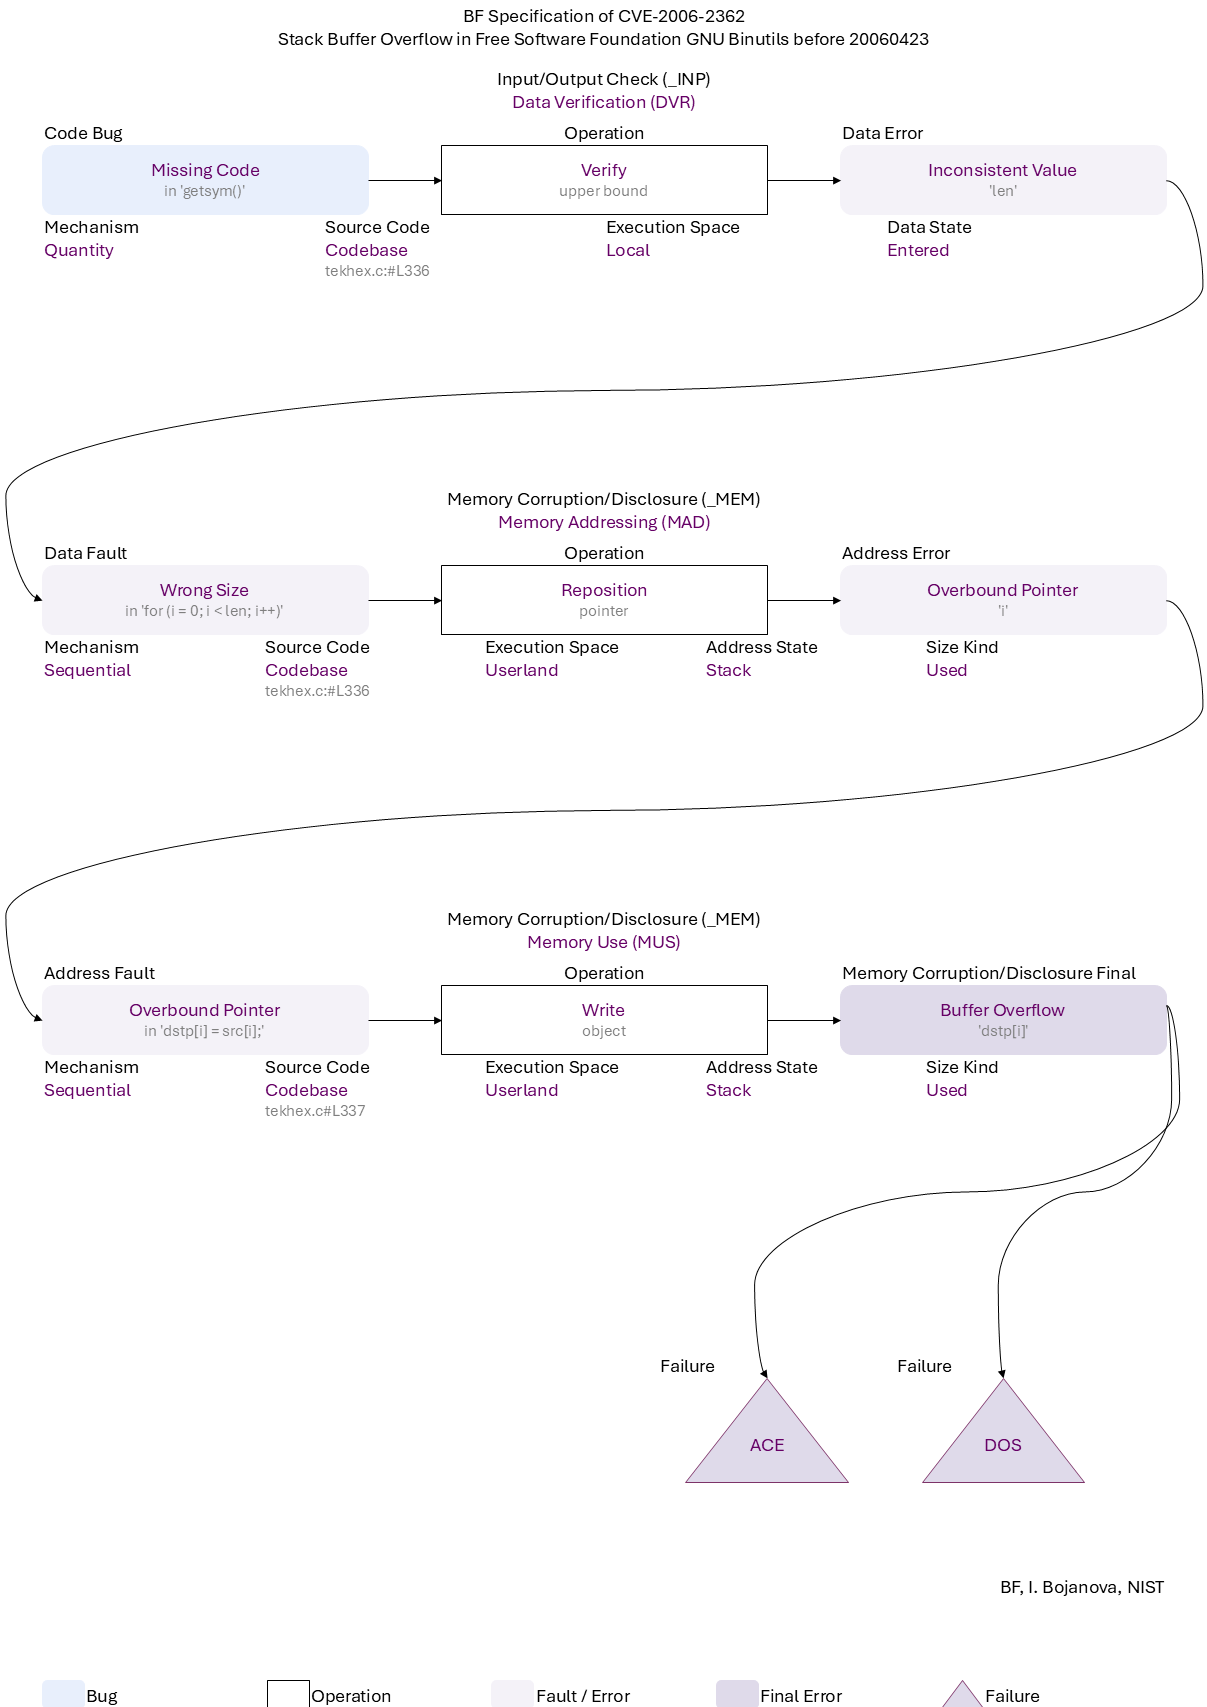 BF Specification of CVE-2006-2362
Stack Buffer Overflow in Free Software Foundation GNU Binutils before 20060423
Input/Output Check (_INP)
Data Verification (DVR)
Code Bug
Operation
Data Error
Missing Code
in 'getsym()'
Verify
upper bound
Inconsistent Value
'len'
Mechanism
Quantity
Source Code
Codebase
tekhex.c:#L336
Execution Space
Local
Data State
Entered
Memory Corruption/Disclosure (_MEM)
Memory Addressing (MAD)
Data Fault
Operation
Address Error
Wrong Size
in 'for (i = 0; i < len; i++)'
Reposition
pointer
Overbound Pointer
'i'
Mechanism
Sequential
Source Code
Codebase
tekhex.c:#L336
Execution Space
Userland
Address State
Stack
Size Kind
Used
Memory Corruption/Disclosure (_MEM)
Memory Use (MUS)
Address Fault
Operation
Memory Corruption/Disclosure Final
Overbound Pointer
in 'dstp[i] = src[i];'
Write
object
Buffer Overflow
'dstp[i]'
Mechanism
Sequential
Source Code
Codebase
tekhex.c#L337
Execution Space
Userland
Address State
Stack
Size Kind
Used
Failure
Failure
ACE
DOS
BF, I. Bojanova, NIST
Bug
Operation
Fault / Error
Final Error
Failure